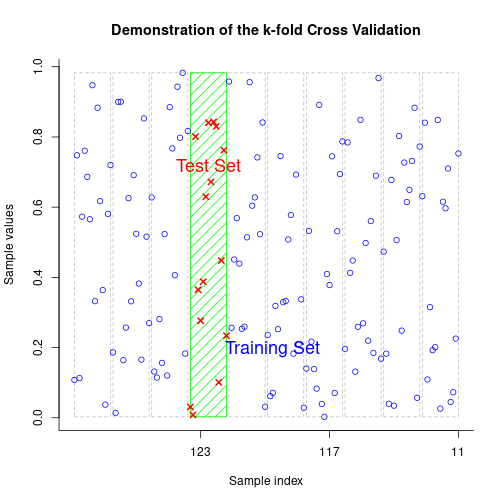 Demonstration of the k-fold Cross Validation
1.0
0.8
0.6
0.4
0.2
0.0
Sample values
Test Set
Training Set
123
117
11
Sample index